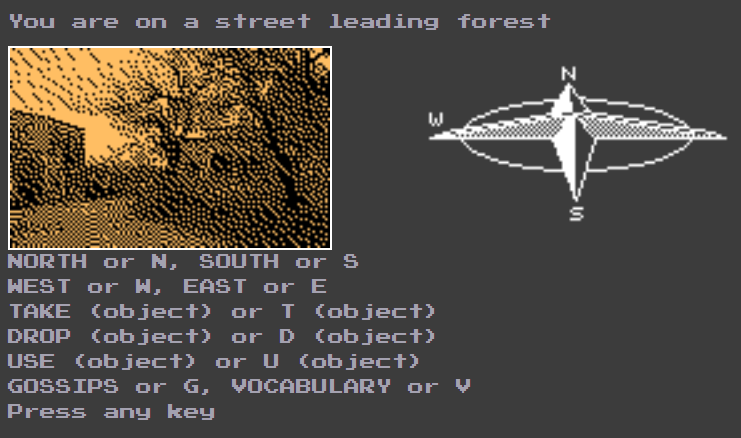 You are on a street leading forest
N
W
S
NORTH or N, SOUTH or S
WEST or W, EAST or E
TAKE (object) or T (object)
DROP (object) or D (object)
USE (object) or U (object)
GOSSIPS or G, VOCABULARY or V
Press any key